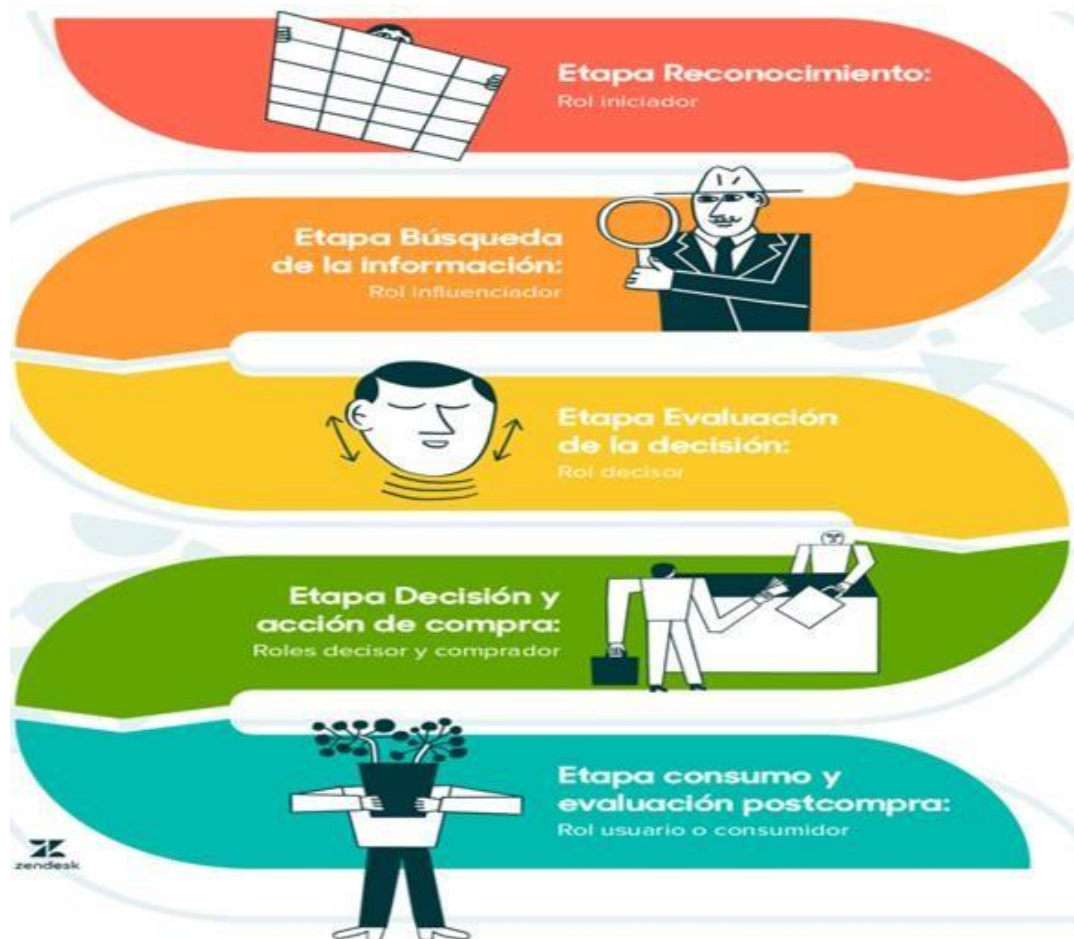 Etapa Reconocimiento:
Rol iniciador
Etapa Búsqueda
de la información:
Rol influenciador
Etapa Evaluación
de la decisión:
Rol decisor
Etapa Decisión y
acción de compra:
Roles decisor y comprador
Etapa consumo y
evaluación postcompra:
Rol usuario o consumidor
zendesk